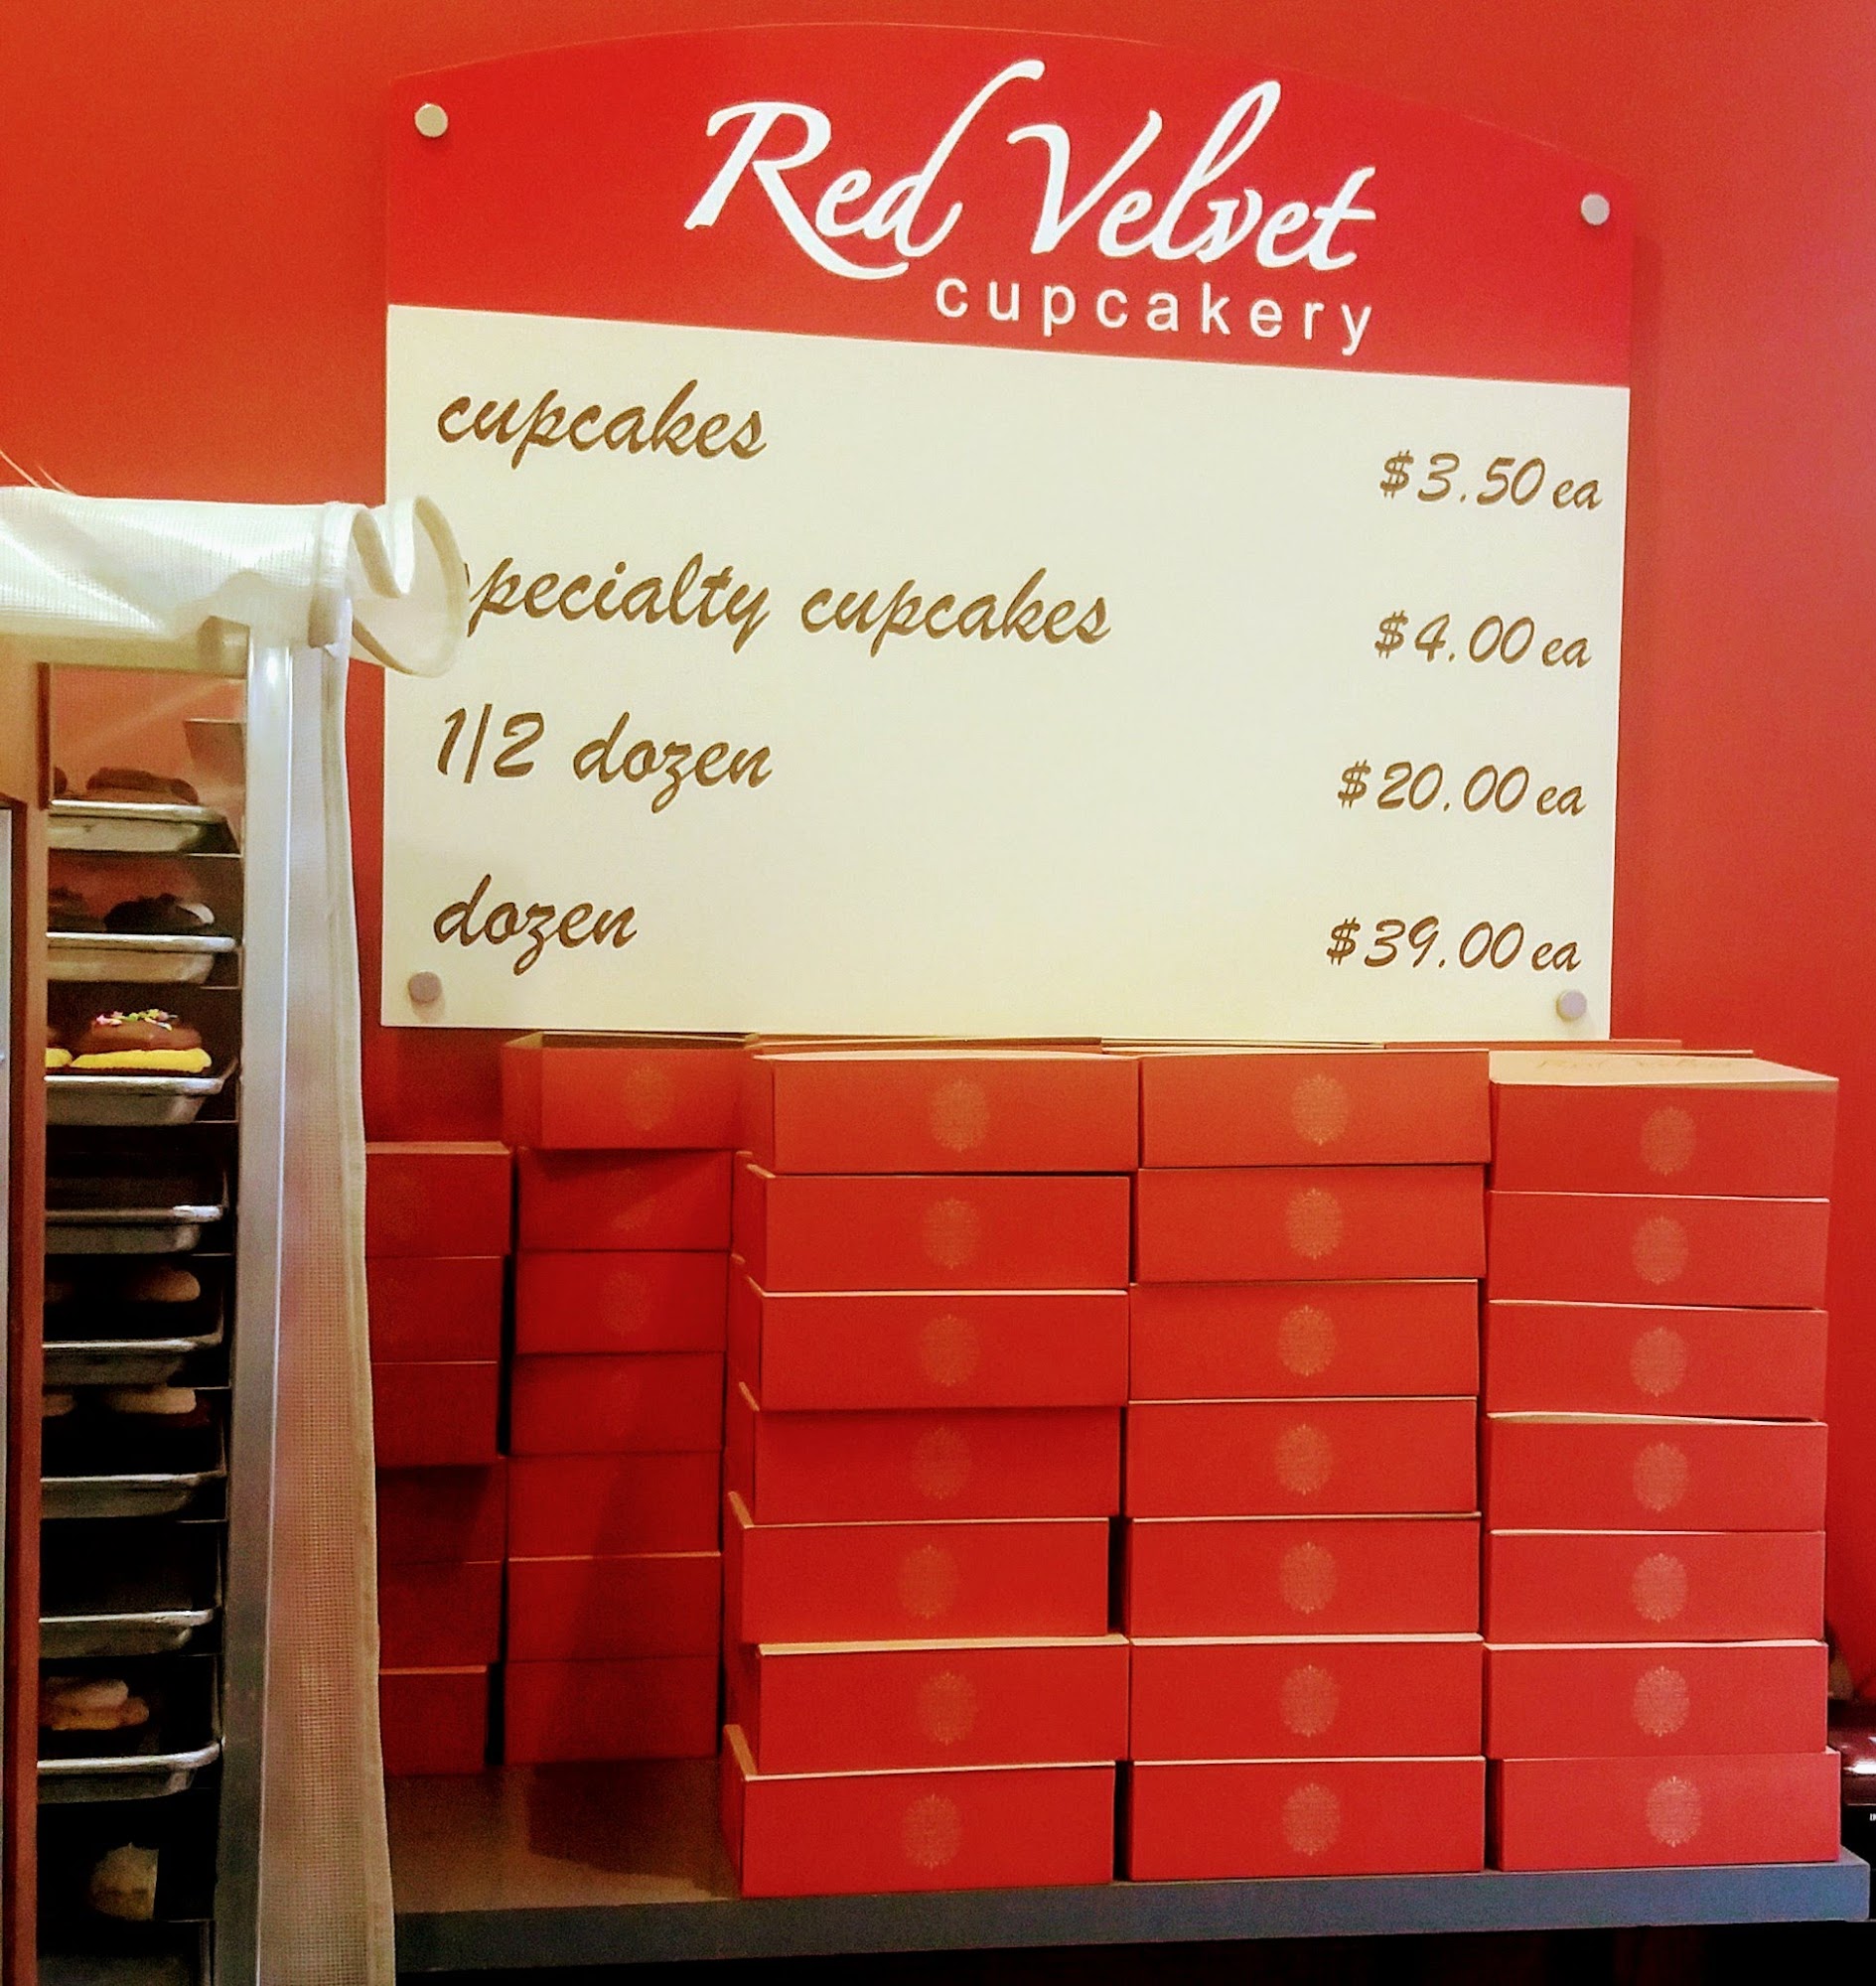 Red Velvet
cupcakery
cupcakes $3.50 ea
pecialty cupcakes $4.00 ea
1/2 dozen $20.00 ea
dozen $39.00 ea